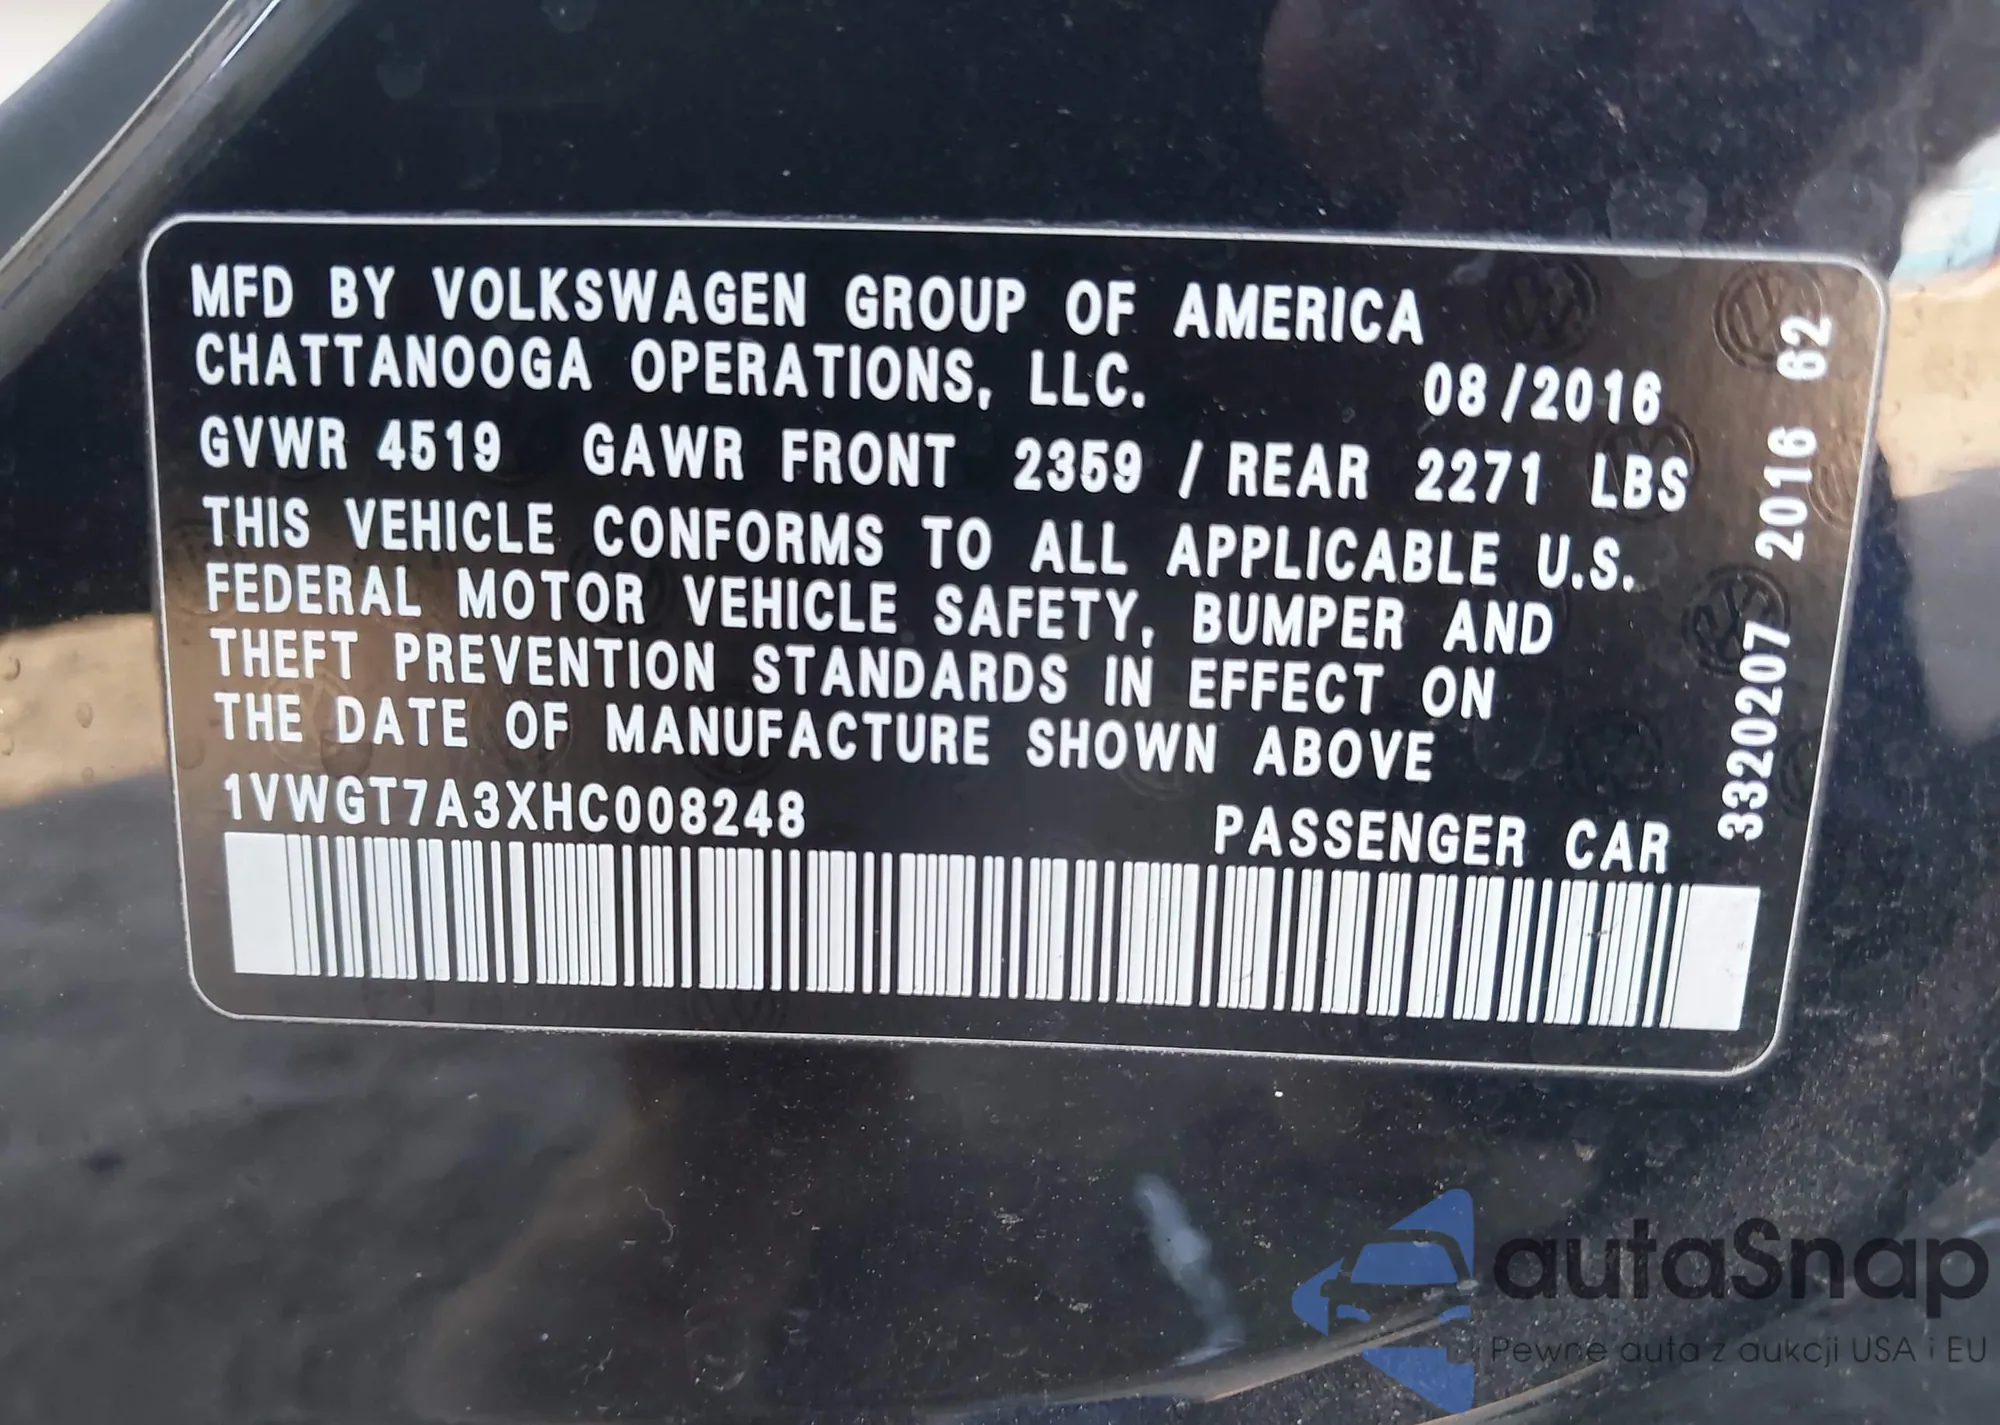 MFD BY VOLKSWAGEN GROUP OF AMERICA
CHATTANOOGA OPERATIONS, LLC. 08/2016
GVWR 4519 GAWR FRONT 2359 / REAR 2271 LBS
THIS VEHICLE CONFORMS TO ALL APPLICABLE U.S.
FEDERAL MOTOR VEHICLE SAFETY, BUMPER AND
THEFT PREVENTION STANDARDS IN EFFECT ON
THE DATE OF MANUFACTURE SHOWN ABOVE
1VWGT7A3XHC008248 PASSENGER CAR
3320207 2016 62
autaSnap
Pewne auta z aukcji USA i EU